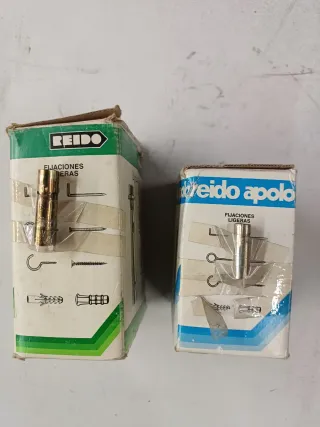 REIDO
FIJACIONES
LIGERAS
reido apolo
FIJACIONES
LIGERAS